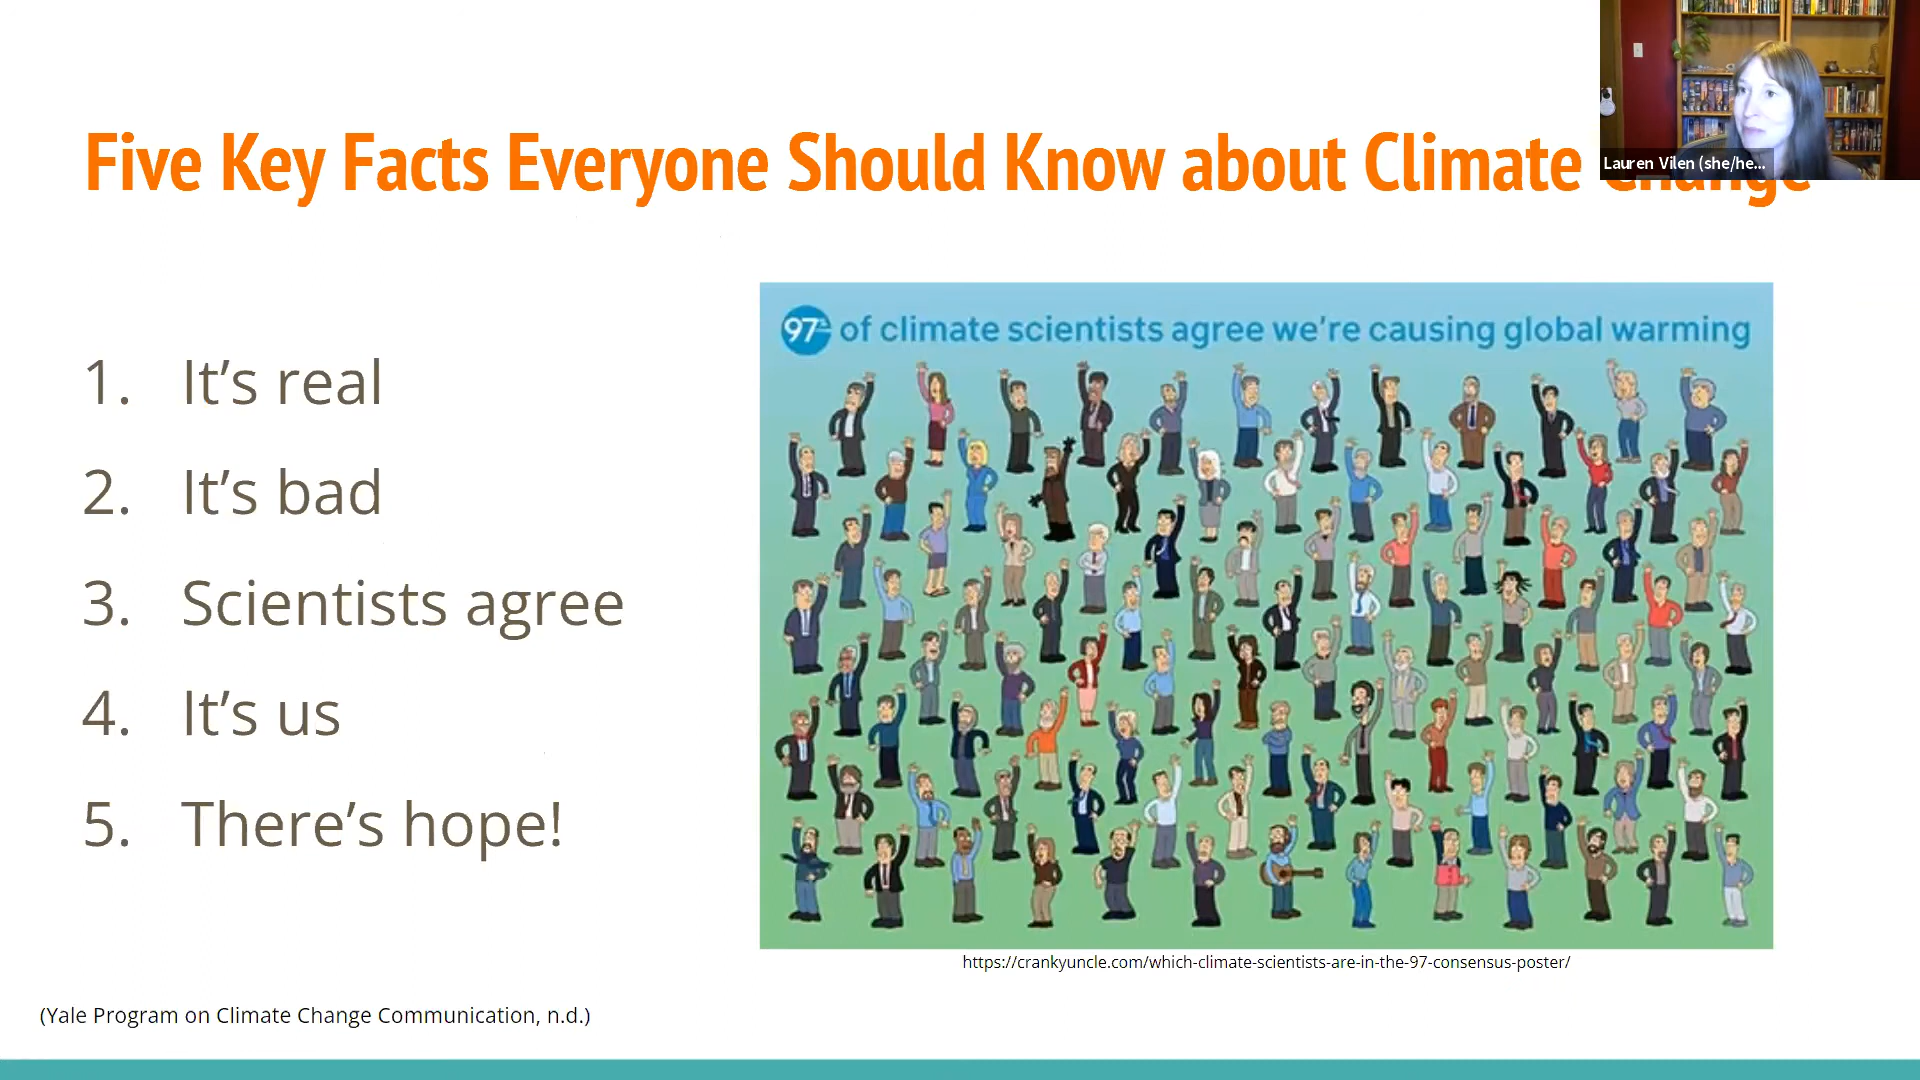 Five Key Facts Everyone Should Know about Climate Change
Lauren Vilen (she/he...
97% of climate scientists agree we're causing global warming
1. It's real
2. It's bad
3. Scientists agree
4. It's us
5. There's hope!
https://crankyuncle.com/which-climate-scientists-are-in-the-97-consensus-poster/
(Yale Program on Climate Change Communication, n.d.)